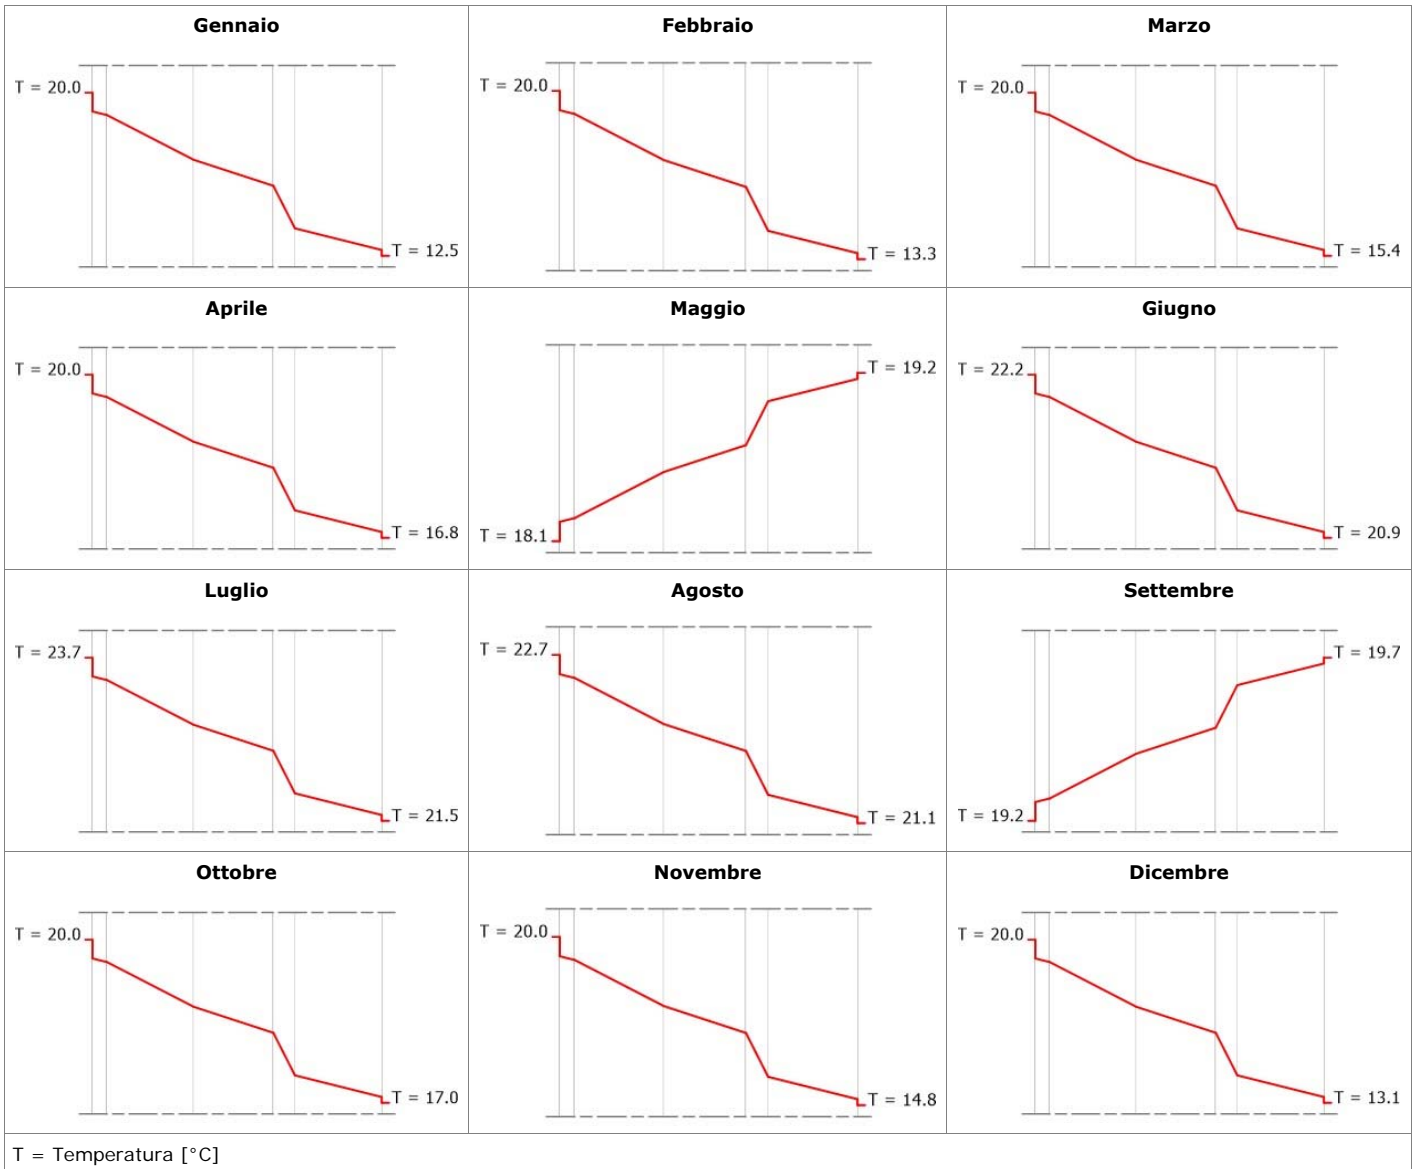 Gennaio
T = 20.0
T = 12.5
Febbraio
T = 20.0
T = 13.3
Marzo
T = 20.0
T = 15.4
Aprile
T = 20.0
T = 16.8
Maggio
T = 19.2
T = 18.1
Giugno
T = 22.2
T = 20.9
Luglio
T = 23.7
T = 21.5
Agosto
T = 22.7
T = 21.1
Settembre
T = 19.7
T = 19.2
Ottobre
T = 20.0
T = 17.0
Novembre
T = 20.0
T = 14.8
Dicembre
T = 20.0
T = 13.1
T = Temperatura [°C]